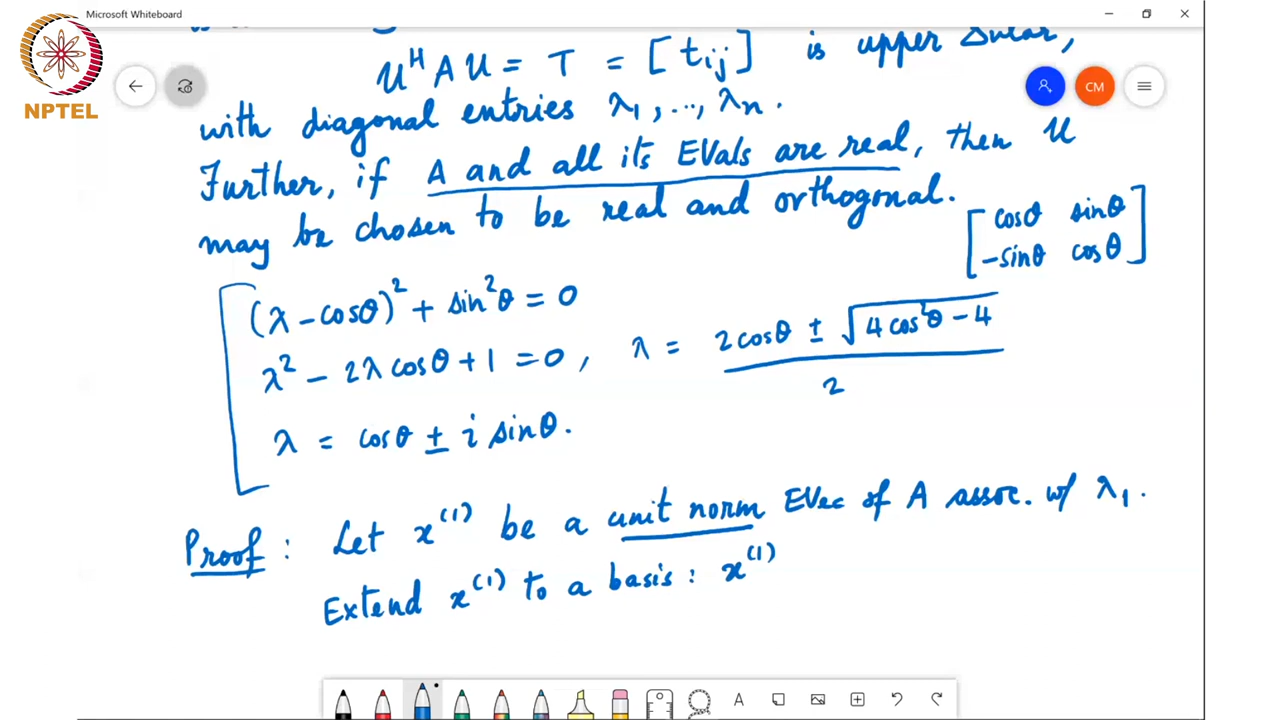 Microsoft Whiteboard
NPTEL
CM
U^H A U = T = [t_ij] is upper Δular,
with diagonal entries λ₁, ..., λₙ.
Further, if A and all its EVals are real, then U
may be chosen to be real and orthogonal.
[cosθ sinθ
-sinθ cosθ]
(λ - cosθ)² + sin²θ = 0
λ² - 2λ cosθ + 1 = 0, λ = (2cosθ ± √(4cos²θ - 4)) / 2
λ = cosθ ± i sinθ.
Proof: Let x^(1) be a unit norm EVec of A assoc. w/ λ₁.
Extend x^(1) to a basis: x^(1)
A